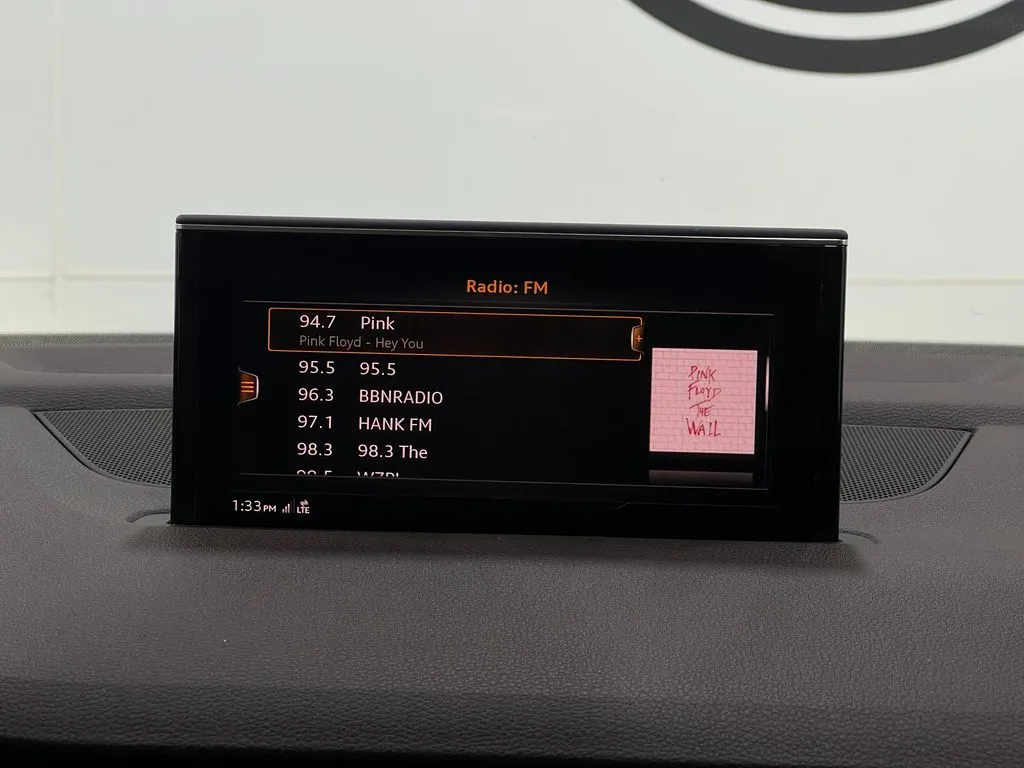 Radio: FM
94.7 Pink
Pink Floyd - Hey You
95.5 95.5
96.3 BBNRADIO
97.1 HANK FM
98.3 98.3 The
PINK
FLOYD
THE
WALL
1:33PM LTE